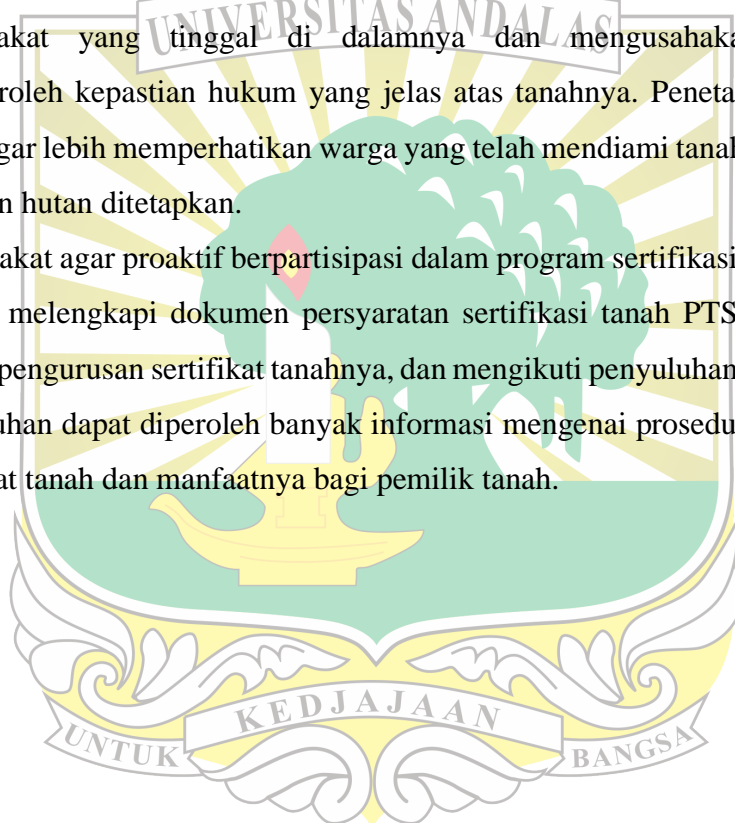 UNIVERSITAS ANDALAS
akat yang tinggal di dalamnya dan mengusahaka
roleh kepastian hukum yang jelas atas tanahnya. Peneta
gar lebih memperhatikan warga yang telah mendiami tanah
n hutan ditetapkan.
akat agar proaktif berpartisipasi dalam program sertifikasi
melengkapi dokumen persyaratan sertifikasi tanah PTS
pengurusan sertifikat tanahnya, dan mengikuti penyuluhan
uhan dapat diperoleh banyak informasi mengenai prosedu
at tanah dan manfaatnya bagi pemilik tanah.
UNTUK KEDJAJAAN BANGSA